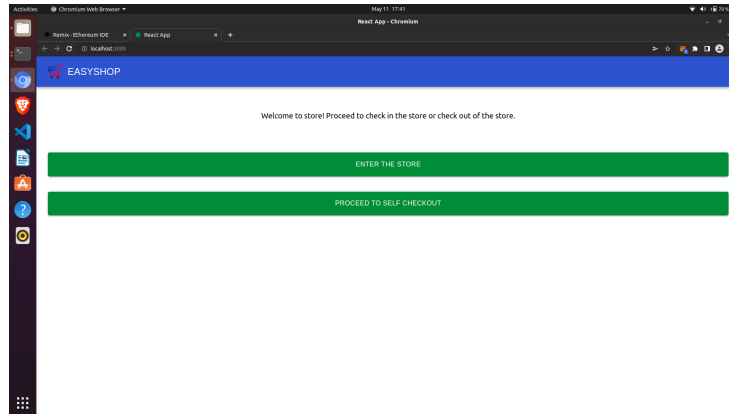 Activities
Chromium Web Browser
May 11 17:41
70%
React App - Chromium
Remix - Ethereum IDE
React App
localhost:3000
EASYSHOP
Welcome to store! Proceed to check in the store or check out of the store.
ENTER THE STORE
PROCEED TO SELF CHECKOUT